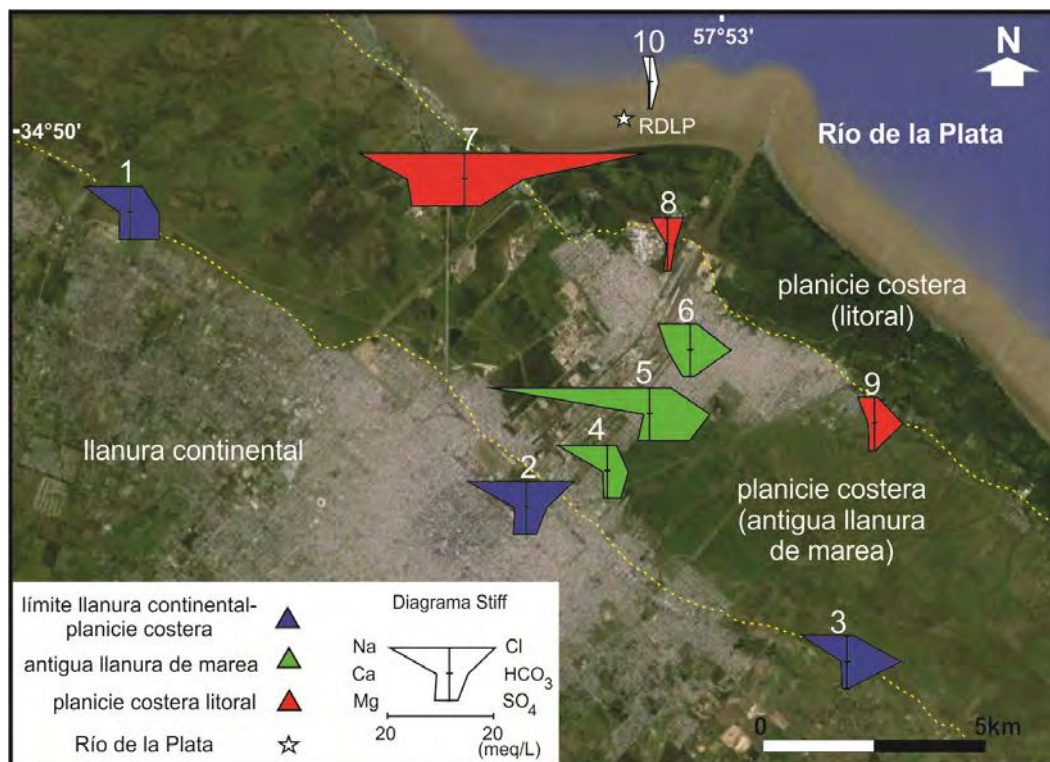 57°53'
10
N
RDLP
Río de la Plata
34°50'
7
1
8
planicie costera
(litoral)
6
5
9
llanura continental
4
2
planicie costera
(antigua llanura
de marea)
3
límite llanura continental-
planicie costera
antigua llanura de marea
planicie costera litoral
Río de la Plata
Diagrama Stiff
Na Cl
Ca HCO₃
Mg SO₄
20 20
(meq/L)
0 5km